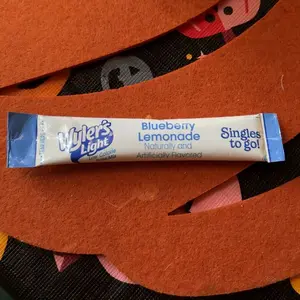 Wyler's
Light
Blueberry
Lemonade
Naturally and
Artificially Flavored
Singles
to go!